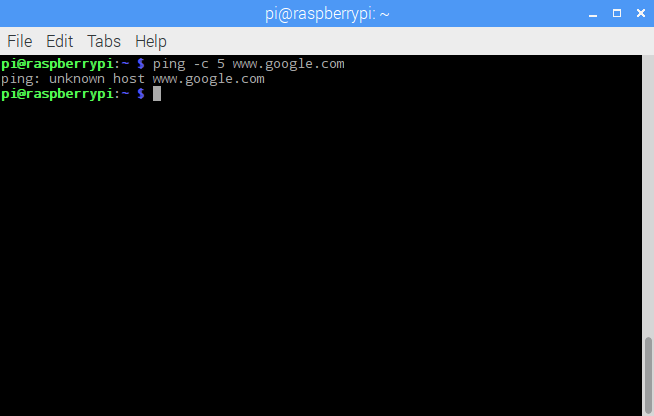 pi@raspberrypi: ~
File Edit Tabs Help
pi@raspberrypi:~ $ ping -c 5 www.google.com
ping: unknown host www.google.com
pi@raspberrypi:~ $